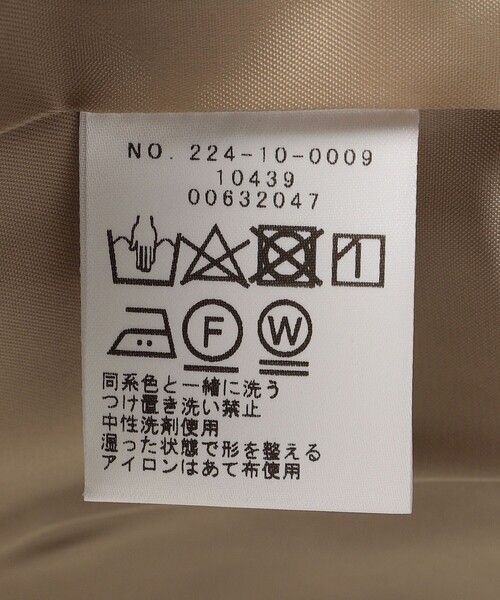 NO. 224-10-0009
10439
00632047
F W
同系色と一緒に洗う
つけ置き洗い禁止
中性洗剤使用
湿った状態で形を整える
アイロンはあて布使用